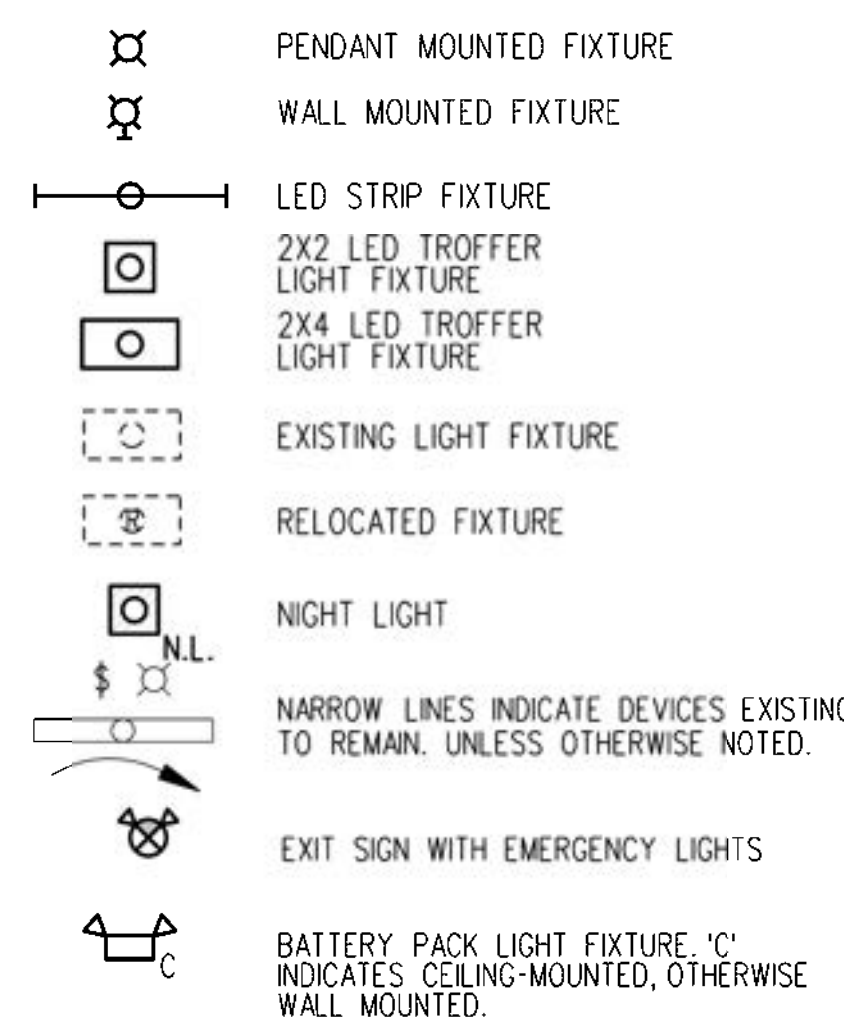 PENDANT MOUNTED FIXTURE
WALL MOUNTED FIXTURE
LED STRIP FIXTURE
2X2 LED TROFFER
LIGHT FIXTURE
2X4 LED TROFFER
LIGHT FIXTURE
EXISTING LIGHT FIXTURE
R
RELOCATED FIXTURE
NIGHT LIGHT
N.L.
$
NARROW LINES INDICATE DEVICES EXISTING
TO REMAIN. UNLESS OTHERWISE NOTED.
EXIT SIGN WITH EMERGENCY LIGHTS
C
BATTERY PACK LIGHT FIXTURE. 'C'
INDICATES CEILING-MOUNTED, OTHERWISE
WALL MOUNTED.